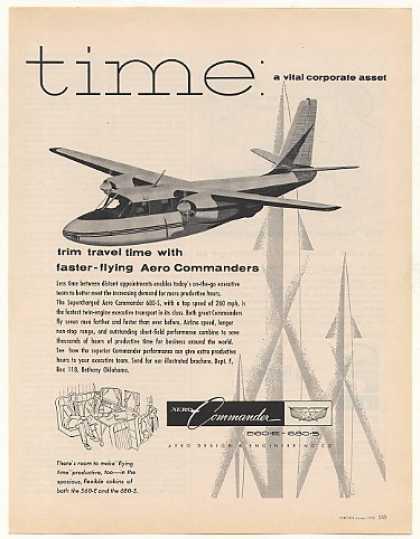 time:
a vital corporate asset
trim travel time with
faster-flying Aero Commanders
Less time between distant appointments enables today's on-the-go executive
team to better meet the increasing demand for more productive hours.
The Supercharged Aero Commander 680-S, with a top speed of 260 mph, is
the fastest twin-engine executive transport in its class. Both great Commanders
fly seven men farther and faster than ever before. Airline speed, longer
non-stop range, and outstanding short-field performance combine to save
thousands of hours of productive time for business around the world.
See how the superior Commander performance can give extra productive
hours to your executive team. Send for our illustrated brochure. Dept. F,
Box 118, Bethany Oklahoma.
AERO Commander
560-E - 680-S
AERO DESIGN & ENGINEERING CO
There's room to make 'flying
time' productive, too—in the
spacious, flexible cabins of
both the 560-E and the 680-S.